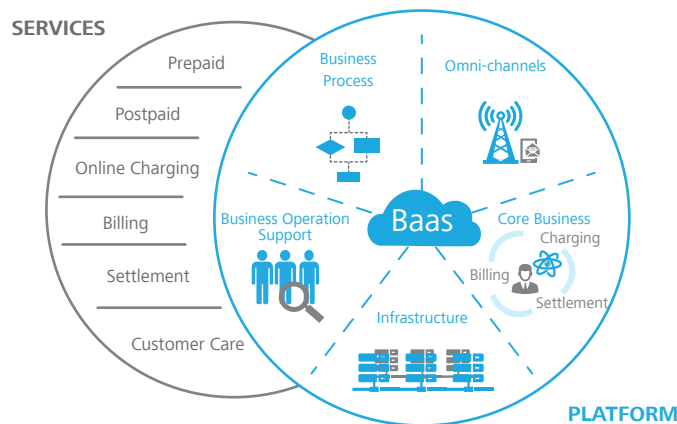 SERVICES
Prepaid
Postpaid
Online Charging
Billing
Settlement
Customer Care
Business
Process
Omni-channels
Business Operation
Support
Baas
Core Business
Charging
Billing
Settlement
Infrastructure
PLATFORM